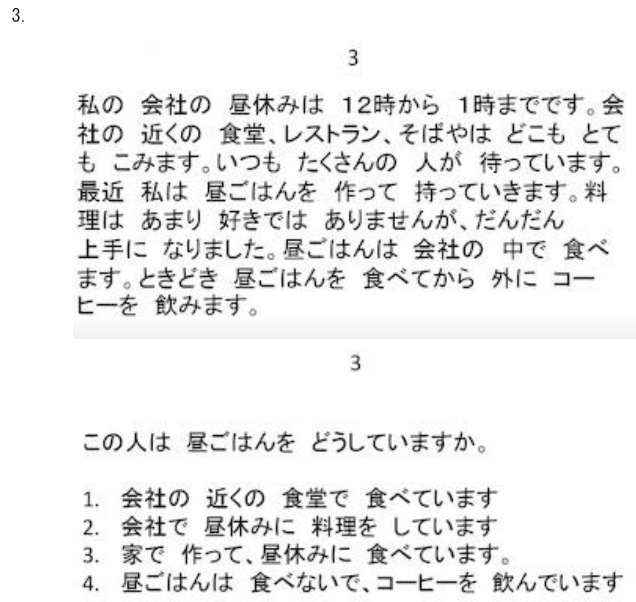 3.
3
私の 会社の 昼休みは 12時から 1時までです。会
社の 近くの 食堂、レストラン、そばやは どこも とて
も こみます。いつも たくさんの 人が 待っています。
最近 私は 昼ごはんを 作って 持っていきます。料
理は あまり 好きでは ありませんが、だんだん
上手に なりました。昼ごはんは 会社の 中で 食べ
ます。ときどき 昼ごはんを 食べてから 外に コー
ヒーを 飲みます。
3
この人は 昼ごはんを どうしていますか。
1. 会社の 近くの 食堂で 食べています
2. 会社で 昼休みに 料理を しています
3. 家で 作って、昼休みに 食べています。
4. 昼ごはんは 食べないで、コーヒーを 飲んでいます